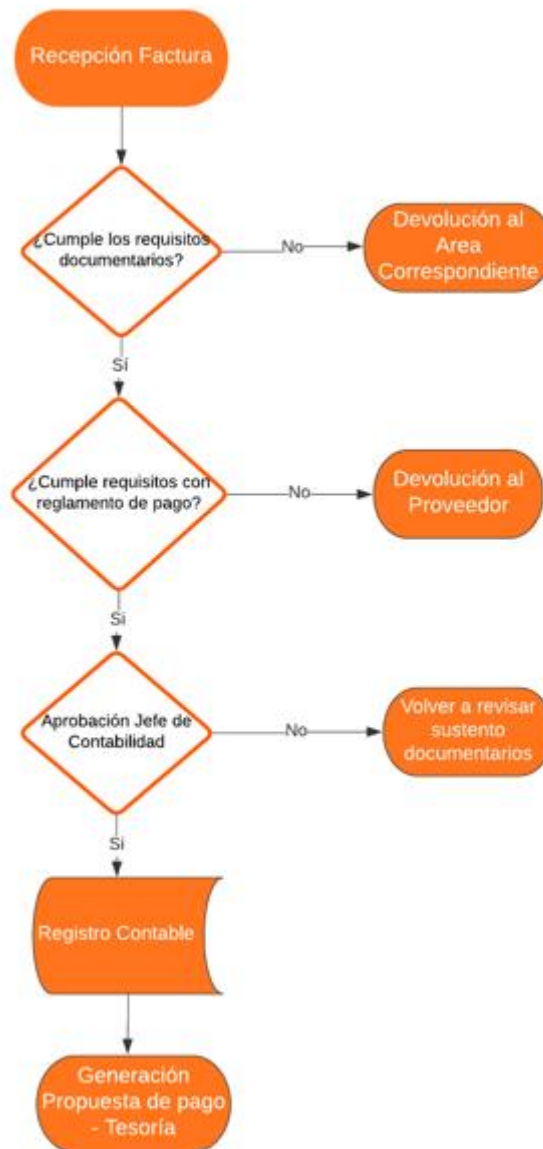 Recepción Factura
¿Cumple los requisitos
documentarios?
No
Devolución al
Area
Correspondiente
Sí
¿Cumple requisitos con
reglamento de pago?
No
Devolución al
Proveedor
Si
Aprobación Jefe de
Contabilidad
No
Volver a revisar
sustento
documentarios
Sí
Registro Contable
Generación
Propuesta de pago
- Tesoría